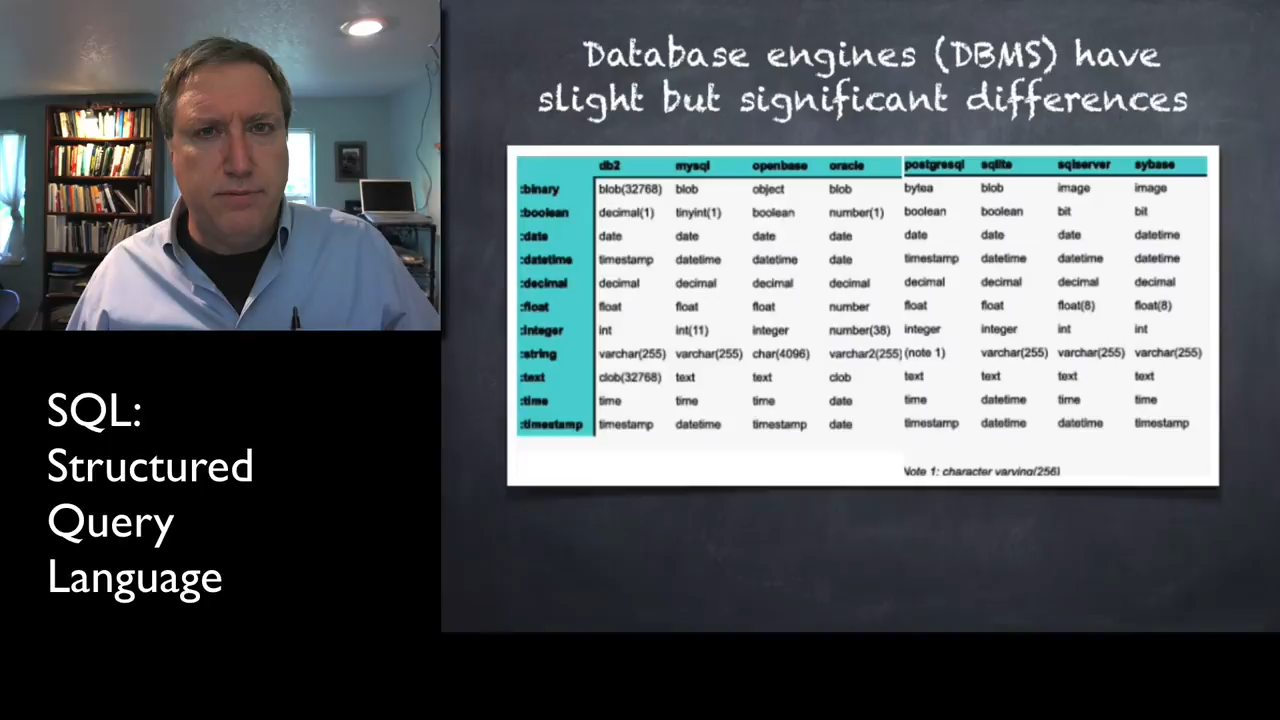 Database engines (DBMS) have
slight but significant differences
db2 mysql openbase oracle postgresql sqlite sqlserver sybase
:binary blob(32768) blob object blob bytea blob image image
:boolean decimal(1) tinyint(1) boolean number(1) boolean boolean bit bit
:date date date date date date date date datetime
:datetime timestamp datetime datetime date timestamp datetime datetime datetime
:decimal decimal decimal decimal decimal decimal decimal decimal decimal
:float float float float number float float float(8) float(8)
:integer int int(11) integer number(38) integer integer int int
:string varchar(255) varchar(255) char(4096) varchar2(255) (note 1) varchar(255) varchar(255) varchar(255)
:text clob(32768) text text clob text text text text
:time time time time date time datetime time time
:timestamp timestamp datetime timestamp date timestamp datetime datetime timestamp
Note 1: character varying(256)
SQL:
Structured
Query
Language